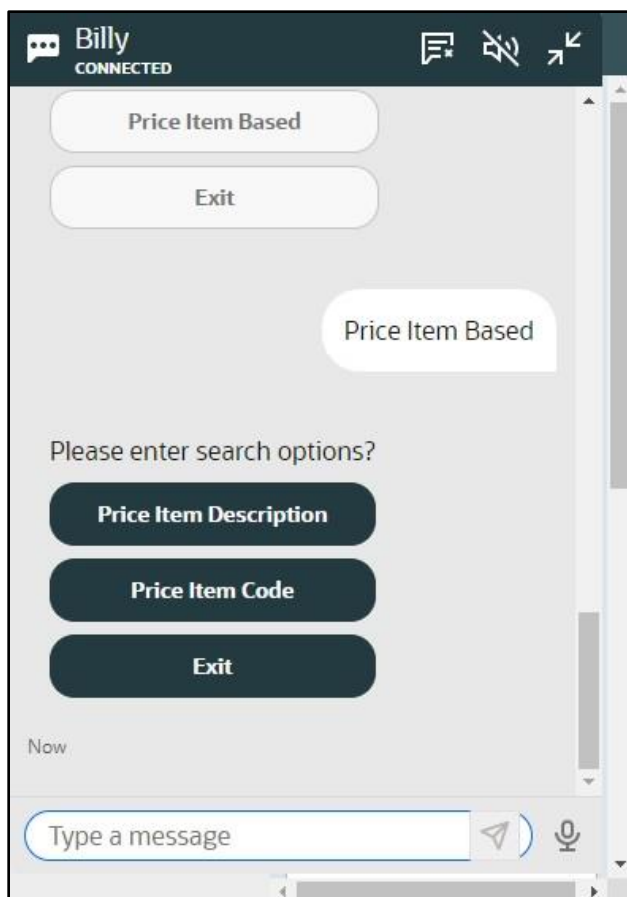 Billy
CONNECTED
Price Item Based
Exit
Price Item Based
Please enter search options?
Price Item Description
Price Item Code
Exit
Now
Type a message